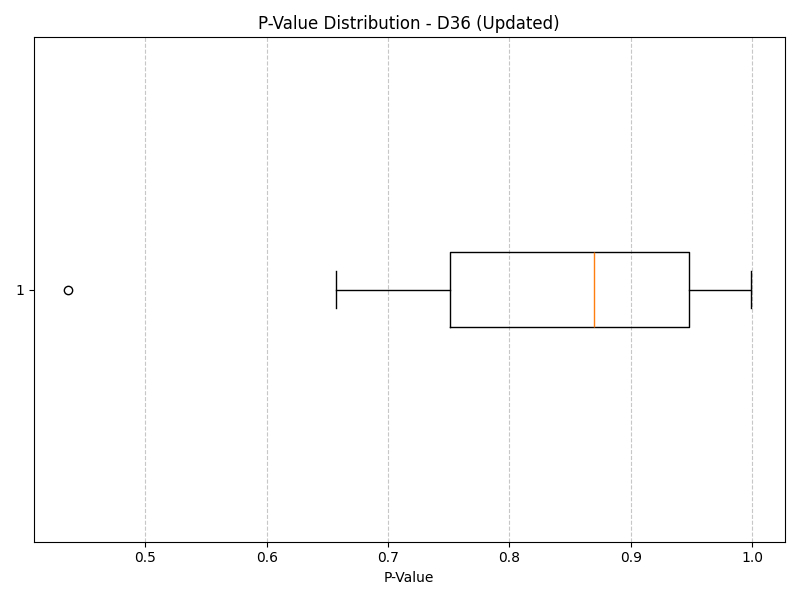 P-Value Distribution - D36 (Updated)
1
0.5 0.6 0.7 0.8 0.9 1.0
P-Value